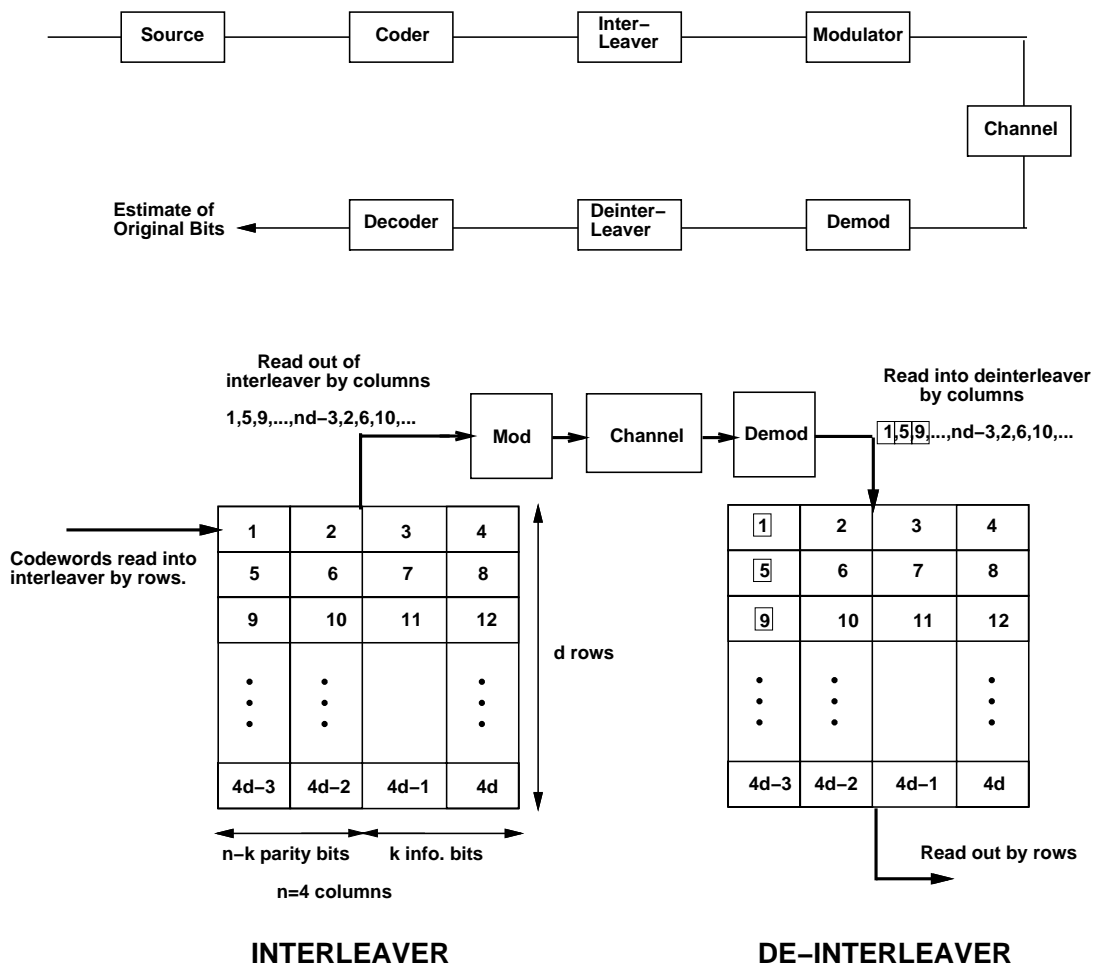 Source
Coder
Inter-
Leaver
Modulator
Channel
Estimate of
Original Bits
Decoder
Deinter-
Leaver
Demod
Read out of
interleaver by columns
1,5,9,...,nd-3,2,6,10,...
Mod
Channel
Demod
Read into deinterleaver
by columns
1,5,9,...,nd-3,2,6,10,...
Codewords read into
interleaver by rows.
1 2 3 4
5 6 7 8
9 10 11 12
4d-3 4d-2 4d-1 4d
d rows
n-k parity bits
k info. bits
n=4 columns
INTERLEAVER
1 2 3 4
5 6 7 8
9 10 11 12
4d-3 4d-2 4d-1 4d
Read out by rows
DE-INTERLEAVER